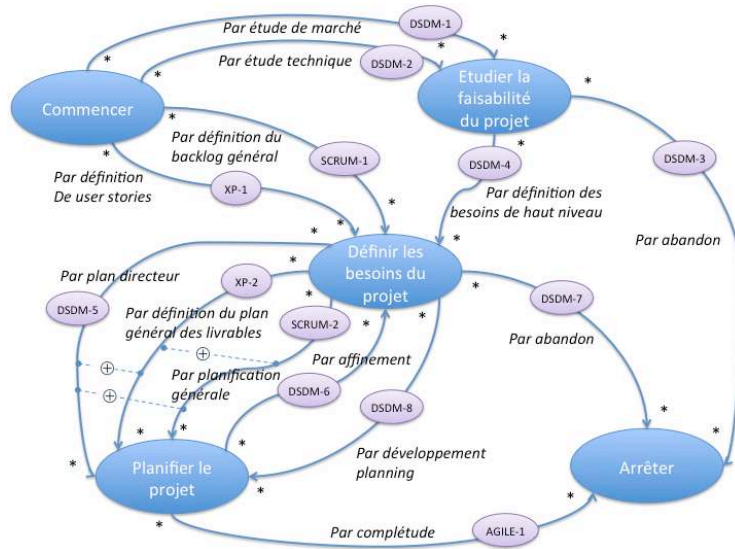 DSDM-1
Par étude de marché
*
*
*
DSDM-2
*
Par étude technique
Etudier la
faisabilité
du projet
*
Commencer
*
*
*
Par définition du
backlog général
SCRUM-1
DSDM-4
DSDM-3
Par définition
De user stories
XP-1
Par définition des
besoins de haut niveau
*
*
*
*
Par abandon
*
Définir les
besoins du
projet
*
*
Par plan directeur
XP-2
DSDM-7
DSDM-5
*
*
*
Par définition du plan
général des livrables
SCRUM-2
Par abandon
Par affinement
Par planification
générale
DSDM-6
DSDM-8
*
*
*
*
*
Par développement
planning
*
Planifier le
projet
*
Arrêter
*
*
Par complétude
AGILE-1